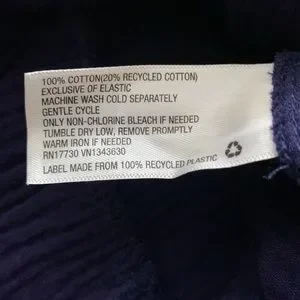 100% COTTON(20% RECYCLED COTTON)
EXCLUSIVE OF ELASTIC
MACHINE WASH COLD SEPARATELY
GENTLE CYCLE
ONLY NON-CHLORINE BLEACH IF NEEDED
TUMBLE DRY LOW, REMOVE PROMPTLY
WARM IRON IF NEEDED
RN17730 VN1343630
LABEL MADE FROM 100% RECYCLED PLASTIC